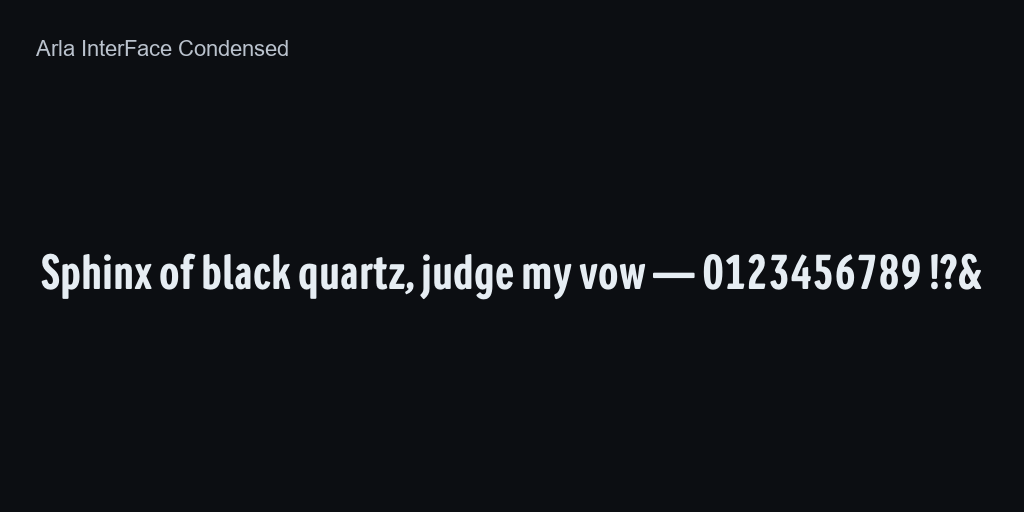 Arla InterFace Condensed
Sphinx of black quartz, judge my vow — 0123456789 !?&